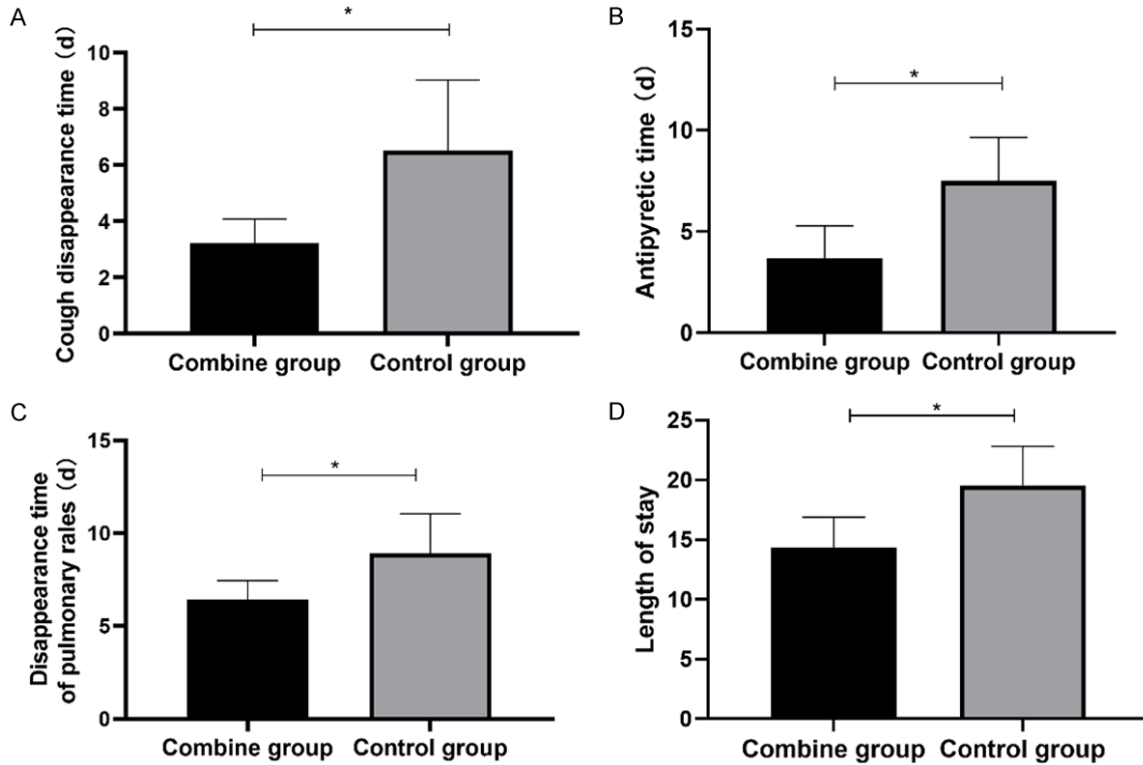 A
Cough disappearance time (d)
10
8
6
4
2
0
*
Combine group
Control group
B
Antipyretic time (d)
15
10
5
0
*
Combine group
Control group
C
Disappearance time
of pulmonary rales (d)
15
10
5
0
*
Combine group
Control group
D
Length of stay
25
20
15
10
5
0
*
Combine group
Control group